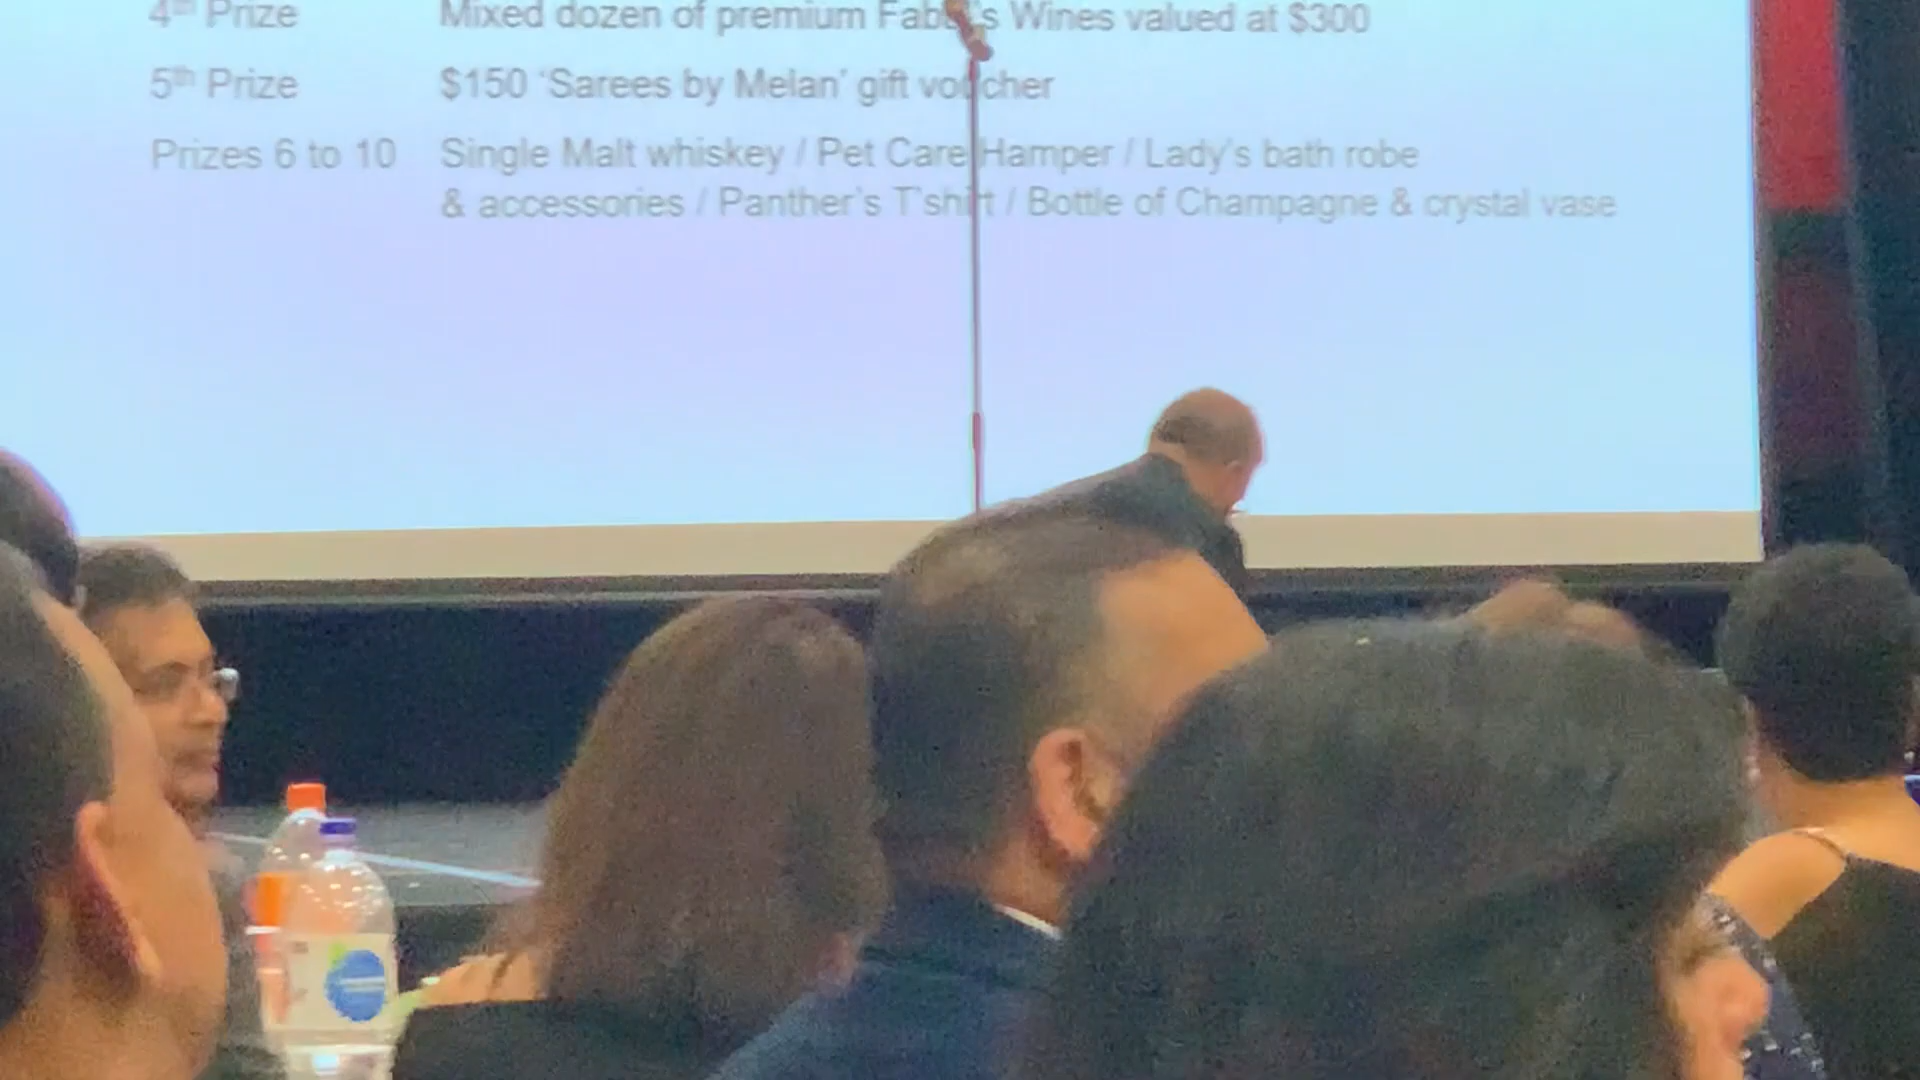 4th Prize Mixed dozen of premium Wines valued at $300
5th Prize $150 'Sarees by Melan' gift voucher
Prizes 6 to 10 Single Malt whiskey / Pet Care Hamper / Lady's bath robe
& accessories / Panther's T'shirt / Bottle of Champagne & crystal vase